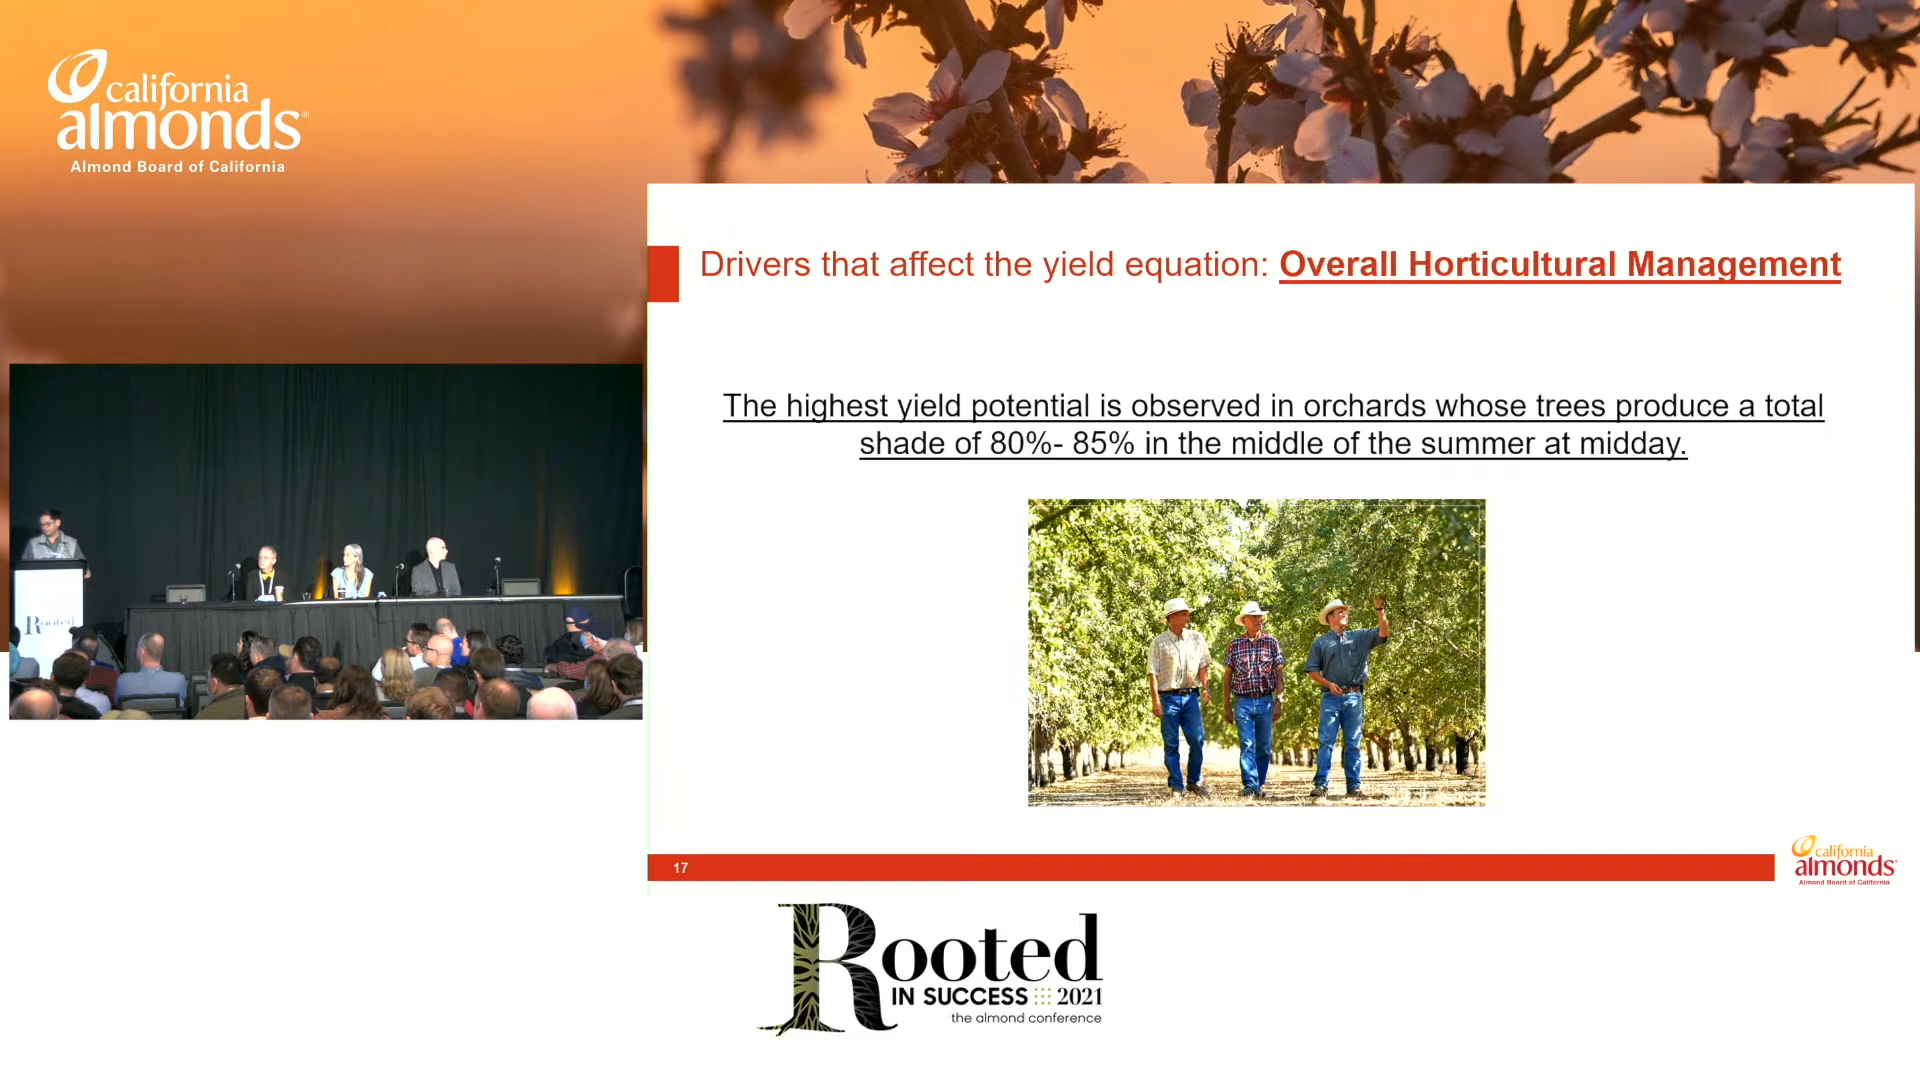 california
almonds®
Almond Board of California
Drivers that affect the yield equation: Overall Horticultural Management
The highest yield potential is observed in orchards whose trees produce a total
shade of 80%- 85% in the middle of the summer at midday.
Rooted
17
california
almonds®
Almond Board of California
Rooted
IN SUCCESS 2021
the almond conference